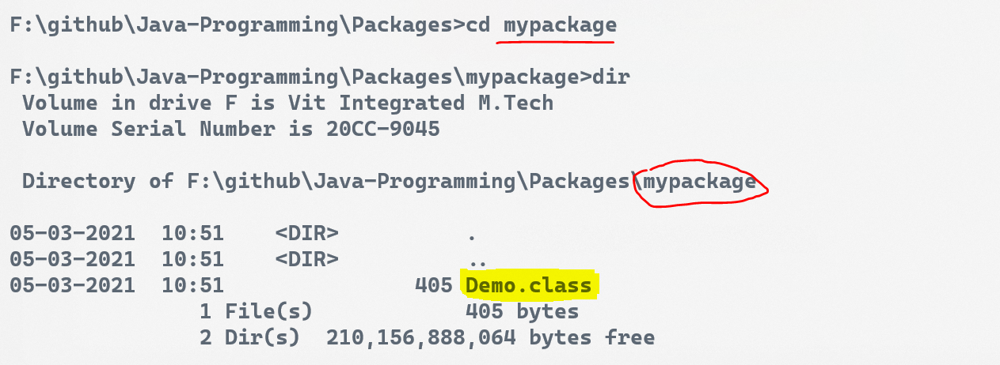 F:\github\Java-Programming\Packages>cd mypackage
F:\github\Java-Programming\Packages\mypackage>dir
Volume in drive F is Vit Integrated M.Tech
Volume Serial Number is 20CC-9045
Directory of F:\github\Java-Programming\Packages\mypackage
05-03-2021  10:51    <DIR>          .
05-03-2021  10:51    <DIR>          ..
05-03-2021  10:51               405 Demo.class
1 File(s)            405 bytes
2 Dir(s)  210,156,888,064 bytes free